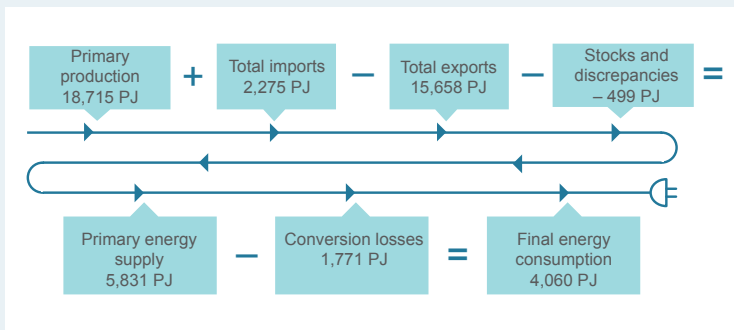 Primary
production
18,715 PJ
+
Total imports
2,275 PJ
–
Total exports
15,658 PJ
–
Stocks and
discrepancies
– 499 PJ
=
Primary energy
supply
5,831 PJ
–
Conversion losses
1,771 PJ
=
Final energy
consumption
4,060 PJ